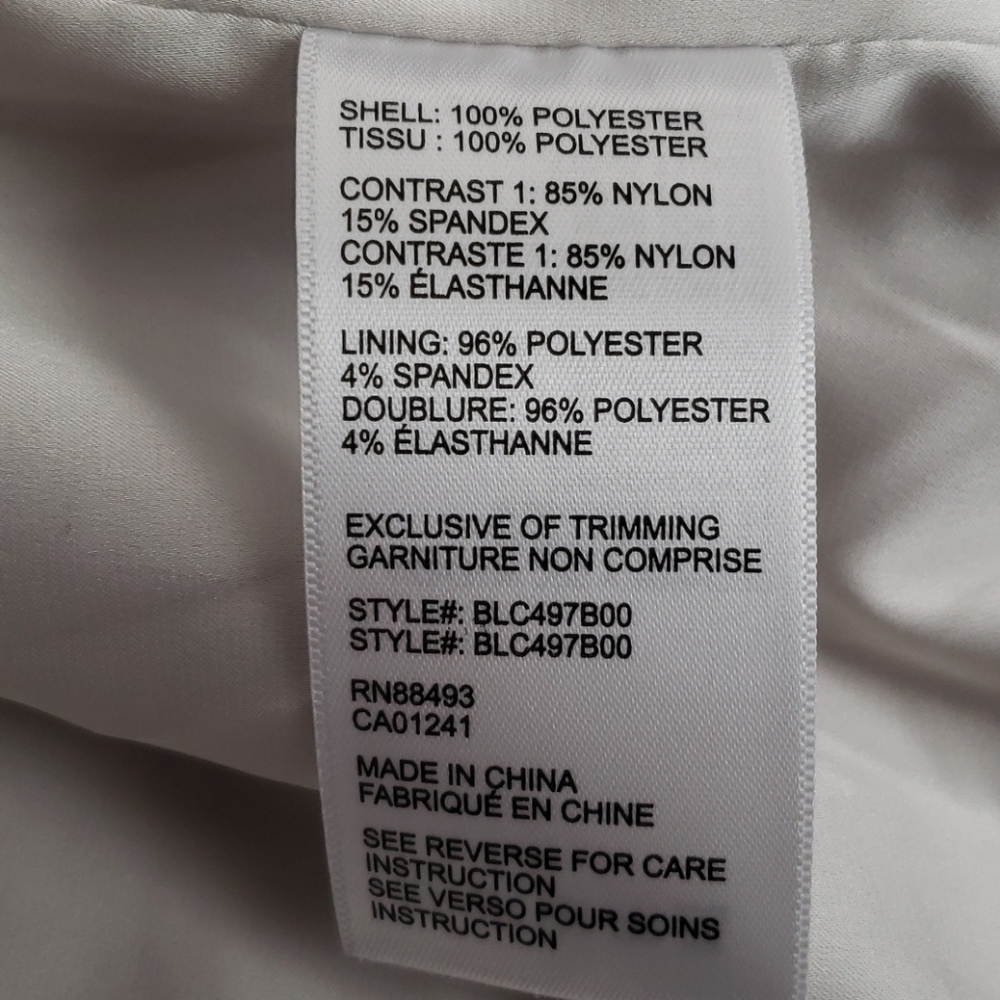 SHELL: 100% POLYESTER
TISSU : 100% POLYESTER
CONTRAST 1: 85% NYLON
15% SPANDEX
CONTRASTE 1: 85% NYLON
15% ÉLASTHANNE
LINING: 96% POLYESTER
4% SPANDEX
DOUBLURE: 96% POLYESTER
4% ÉLASTHANNE
EXCLUSIVE OF TRIMMING
GARNITURE NON COMPRISE
STYLE#: BLC497B00
STYLE#: BLC497B00
RN88493
CA01241
MADE IN CHINA
FABRIQUÉ EN CHINE
SEE REVERSE FOR CARE
INSTRUCTION
SEE VERSO POUR SOINS
INSTRUCTION